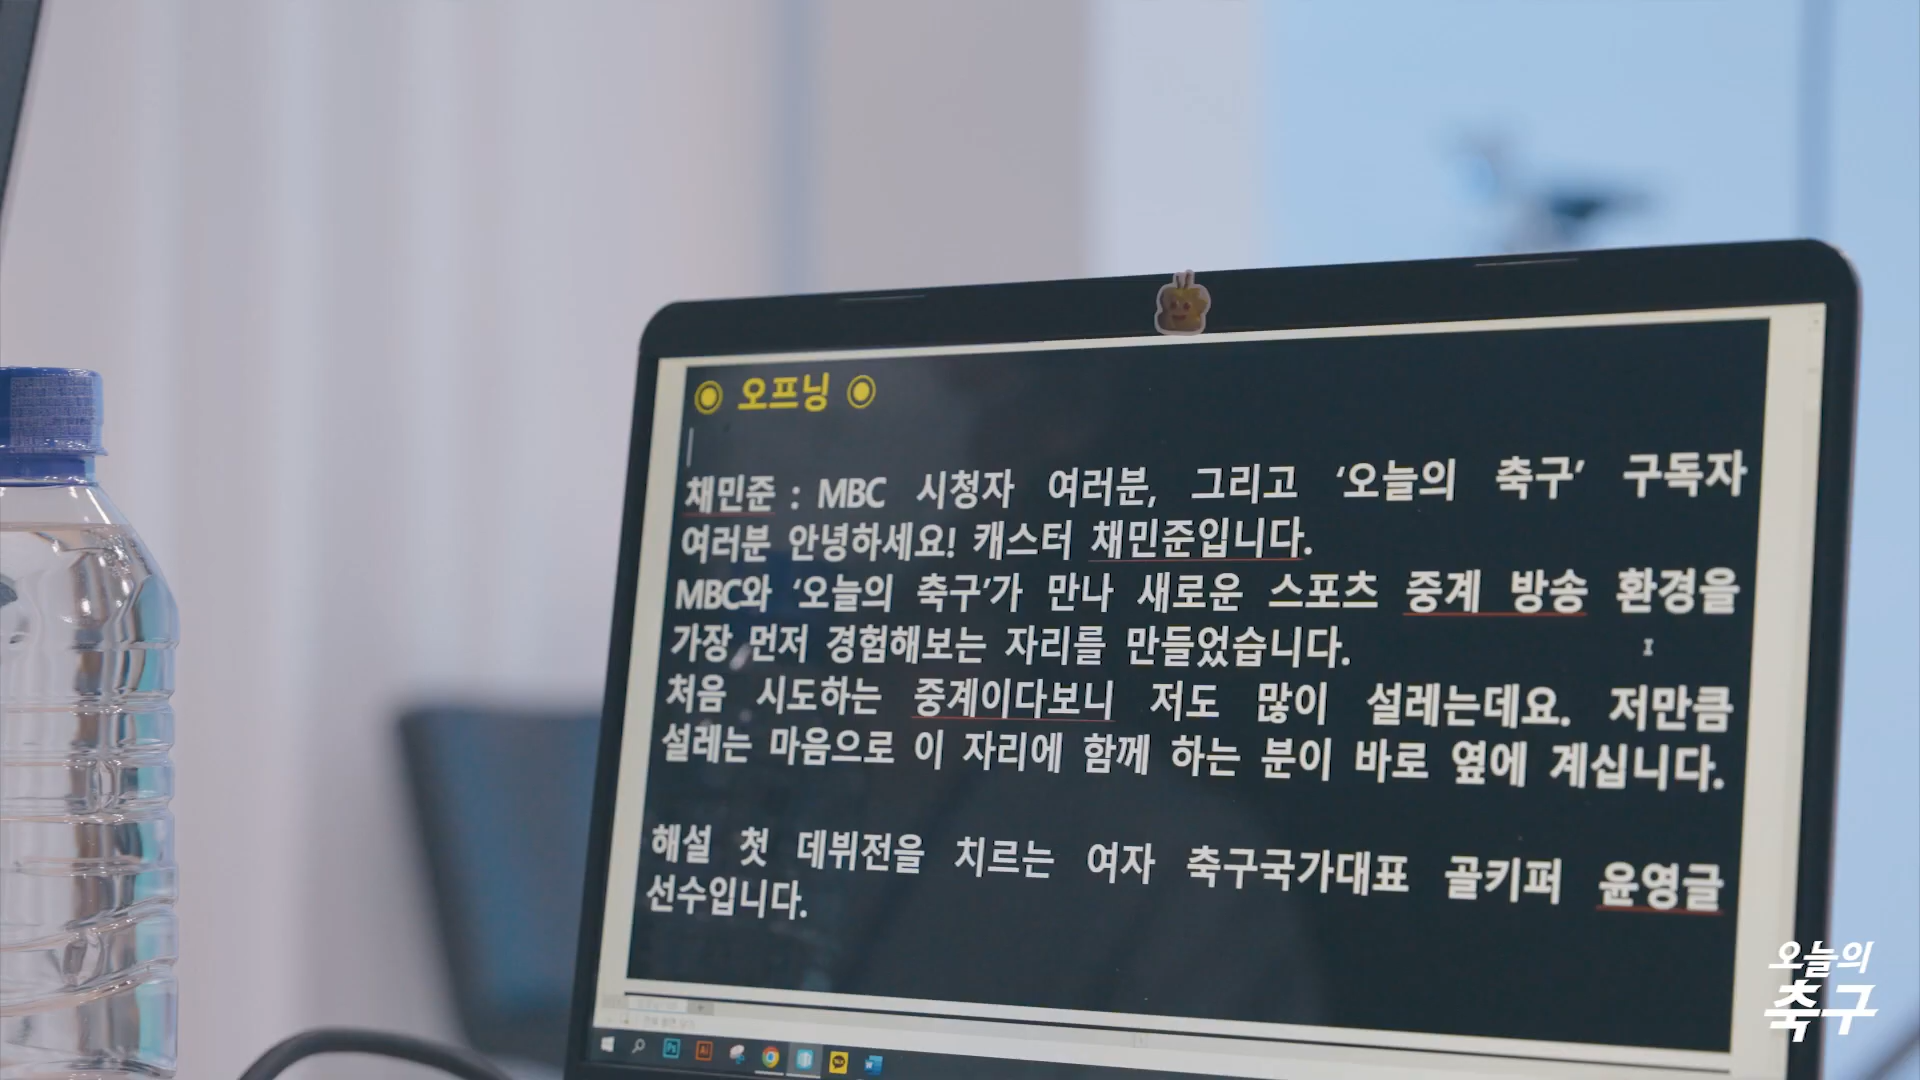 ◉ 오프닝 ◉
채민준 : MBC 시청자 여러분, 그리고 ‘오늘의 축구’ 구독자
여러분 안녕하세요! 캐스터 채민준입니다.
MBC와 ‘오늘의 축구’가 만나 새로운 스포츠 중계 방송 환경을
가장 먼저 경험해보는 자리를 만들었습니다.
처음 시도하는 중계이다보니 저도 많이 설레는데요. 저만큼
설레는 마음으로 이 자리에 함께 하는 분이 바로 옆에 계십니다.
해설 첫 데뷔전을 치르는 여자 축구국가대표 골키퍼 윤영글
선수입니다.
오늘의
축구
Ps
Ai